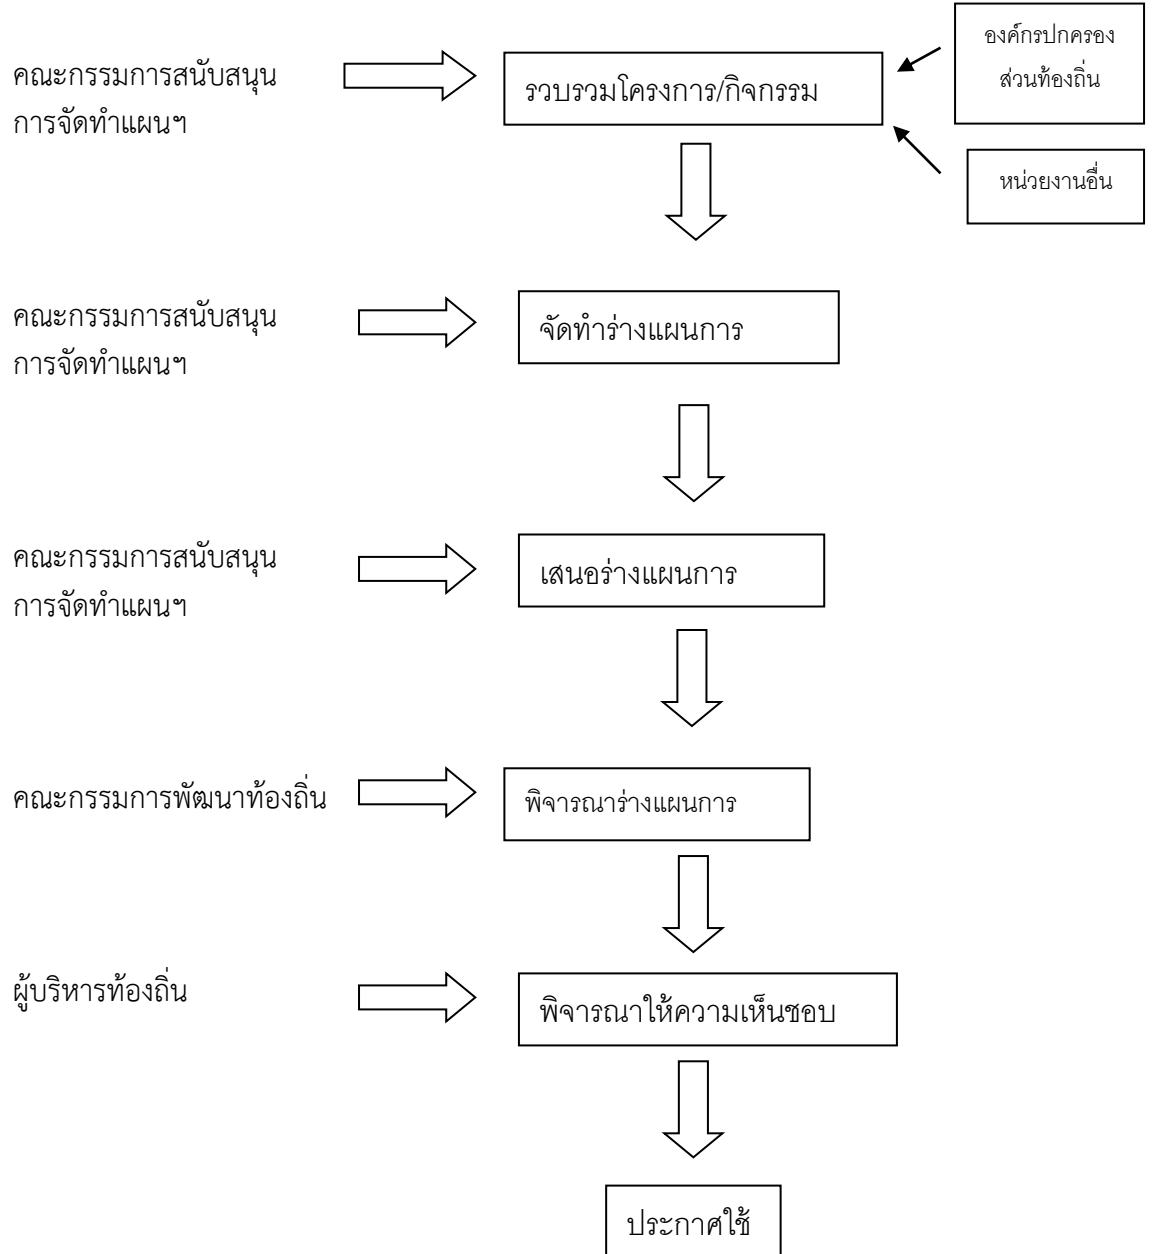 องค์กรปกครอง
ส่วนท้องถิ่น
คณะกรรมการสนับสนุน
การจัดทำแผนฯ
รวบรวมโครงการ/กิจกรรม
หน่วยงานอื่น
คณะกรรมการสนับสนุน
การจัดทำแผนฯ
จัดทำร่างแผนการ
คณะกรรมการสนับสนุน
การจัดทำแผนฯ
เสนอร่างแผนการ
คณะกรรมการพัฒนาท้องถิ่น
พิจารณาร่างแผนการ
ผู้บริหารท้องถิ่น
พิจารณาให้ความเห็นชอบ
ประกาศใช้